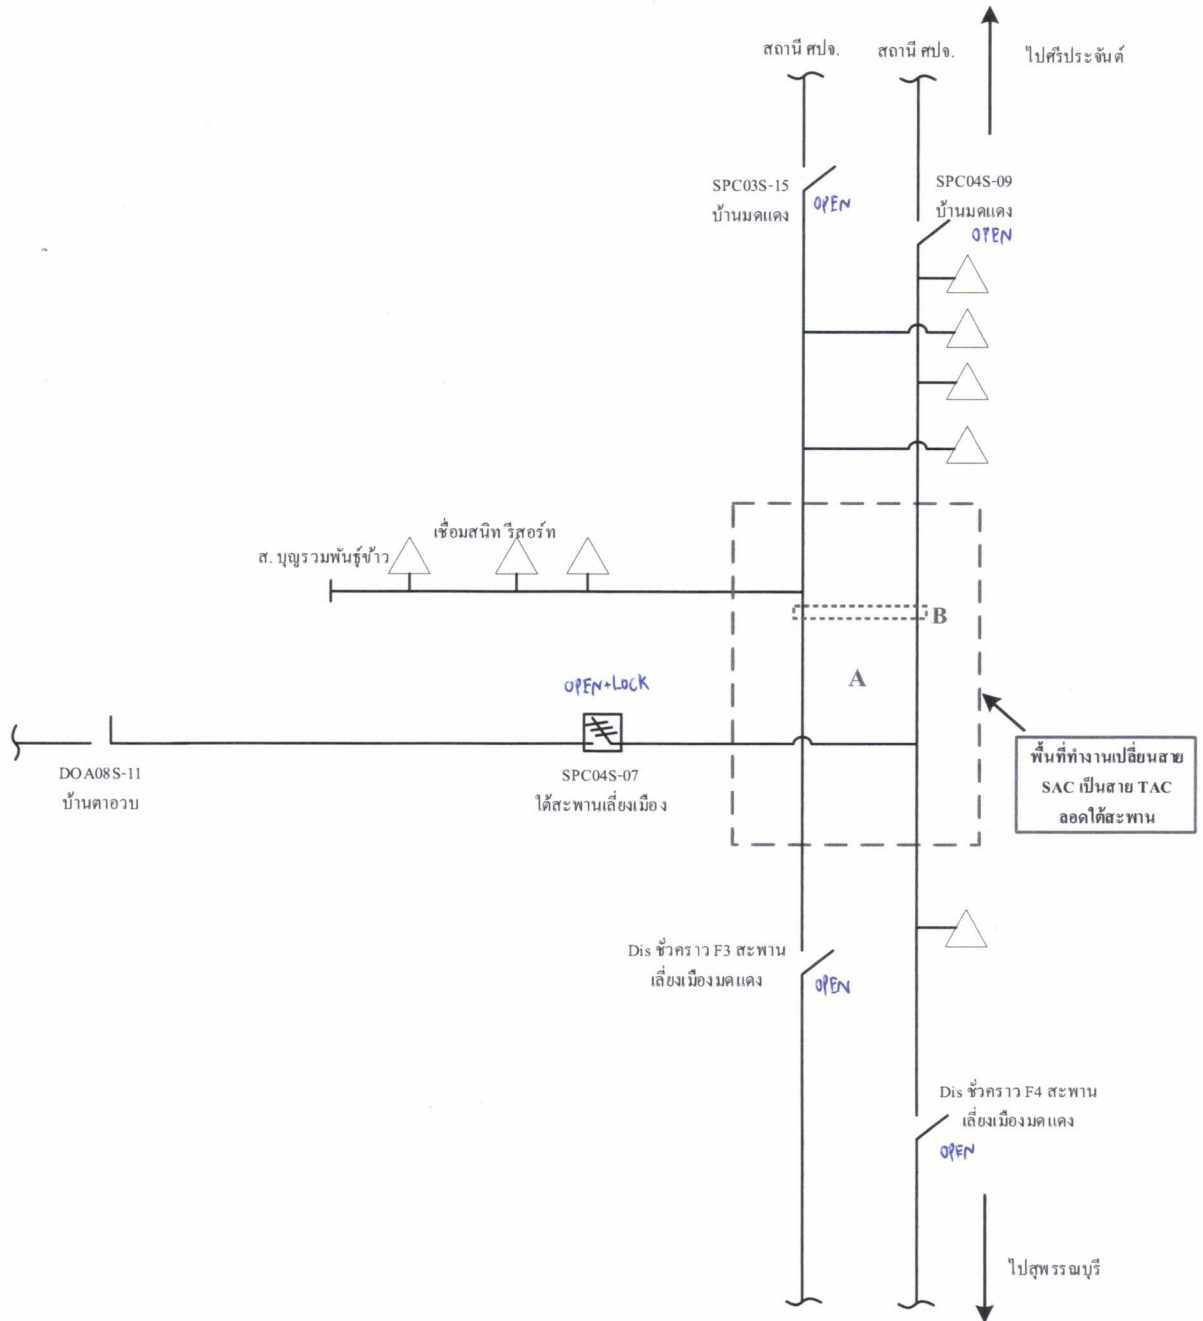 สถานี ศปจ.
สถานี ศปจ.
ไปศรีประจันต์
SPC03S-15
บ้านมดแดง
OPEN
SPC04S-09
บ้านมดแดง
OPEN
เชื่อมสนิท รีสอร์ท
ส. บุญรวมพันธุ์ข้าว
B
A
OPEN+LOCK
SPC04S-07
ใต้สะพานเลี่ยงเมือง
DOA08S-11
บ้านตาอวบ
พื้นที่ทำงานเปลี่ยนสาย
SAC เป็นสาย TAC
ลอดใต้สะพาน
Dis ชั่วคราว F3 สะพาน
เลี่ยงเมืองมดแดง
OPEN
Dis ชั่วคราว F4 สะพาน
เลี่ยงเมืองมดแดง
OPEN
ไปสุพรรณบุรี